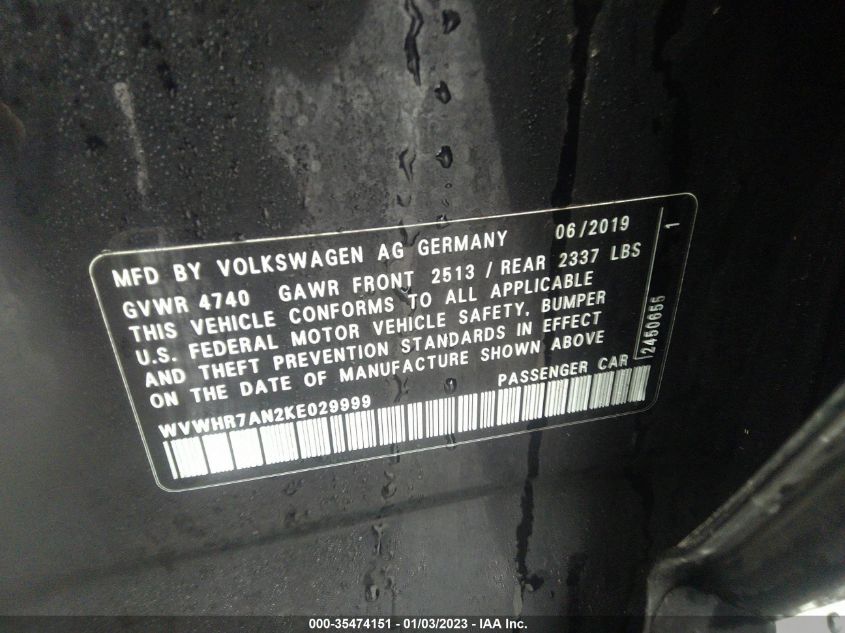 MFD BY VOLKSWAGEN AG GERMANY 06/2019
GVWR 4740 GAWR FRONT 2513 / REAR 2337 LBS
THIS VEHICLE CONFORMS TO ALL APPLICABLE
U.S. FEDERAL MOTOR VEHICLE SAFETY, BUMPER
AND THEFT PREVENTION STANDARDS IN EFFECT
ON THE DATE OF MANUFACTURE SHOWN ABOVE
WVWHR7AN2KE029999 PASSENGER CAR
2450655 1
000-35474151 - 01/03/2023 - IAA Inc.